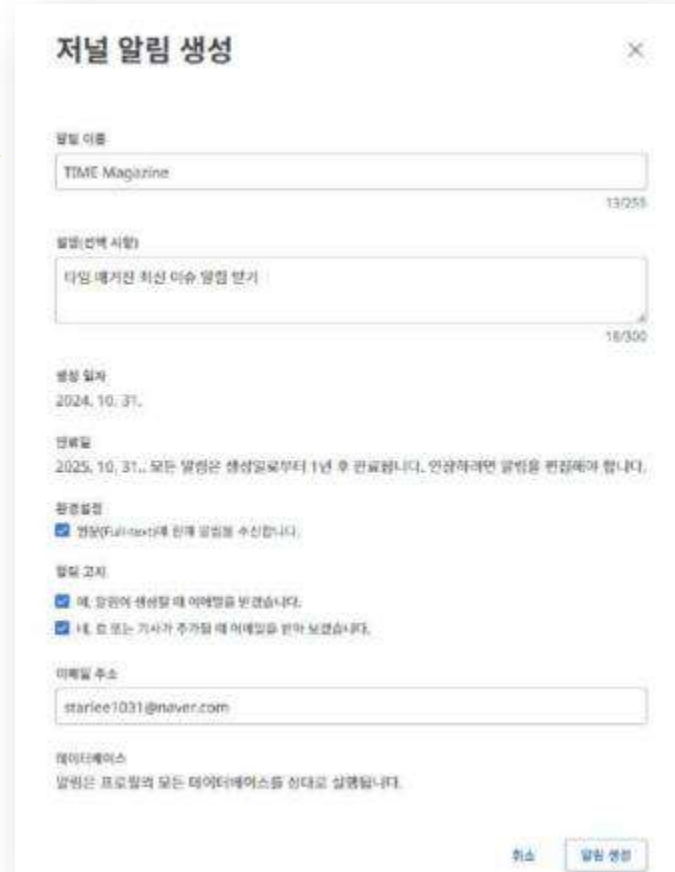 저널 알림 생성
알림 이름
TIME Magazine
13/255
설명(선택 사항)
타임 매거진 최신 이슈 알림 받기
18/300
생성 일자
2024. 10. 31.
만료일
2025. 10. 31.. 모든 알림은 생성일로부터 1년 후 만료됩니다. 연장하려면 알림을 편집해야 합니다.
환경설정
원문(Full-text)에 한해 알림을 수신합니다.
알림 고지
예, 알림이 생성될 때 이메일을 받겠습니다.
네, 호 또는 기사가 추가될 때 이메일을 받아 보겠습니다.
이메일 주소
starlee1031@naver.com
데이터베이스
알림은 프로필의 모든 데이터베이스를 상대로 실행됩니다.
취소
알림 생성